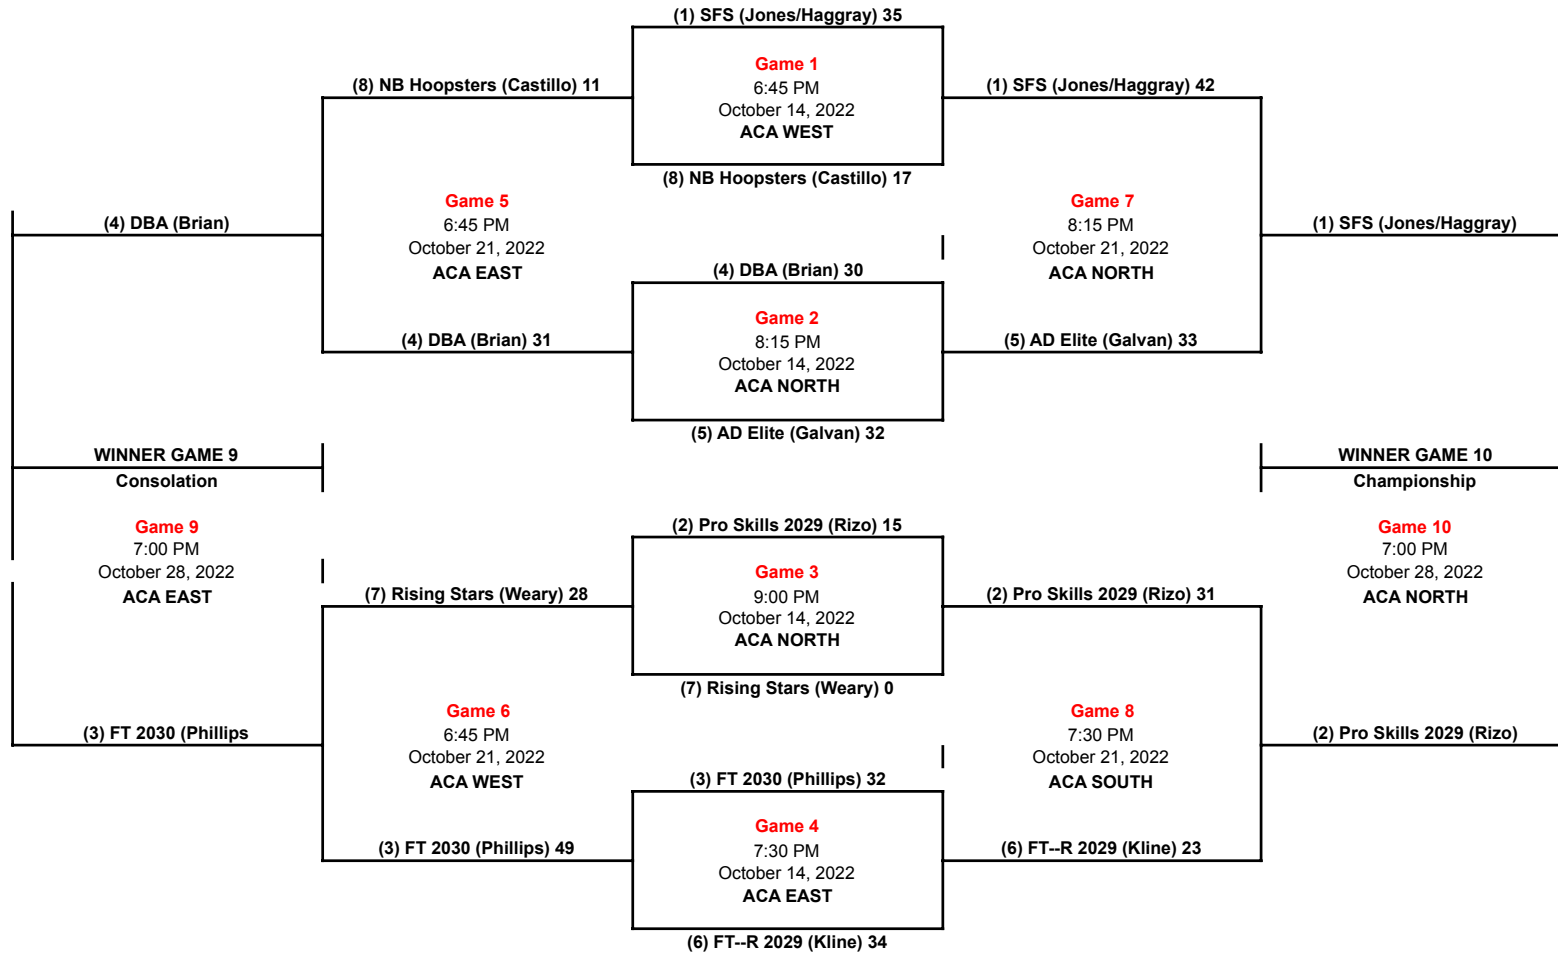 (1) SFS (Jones/Haggray) 35
Game 1
6:45 PM
October 14, 2022
ACA WEST
(8) NB Hoopsters (Castillo) 17
(8) NB Hoopsters (Castillo) 11
(1) SFS (Jones/Haggray) 42
Game 5
6:45 PM
October 21, 2022
ACA EAST
Game 7
8:15 PM
October 21, 2022
ACA NORTH
(4) DBA (Brian)
(1) SFS (Jones/Haggray)
(4) DBA (Brian) 30
Game 2
8:15 PM
October 14, 2022
ACA NORTH
(5) AD Elite (Galvan) 32
(4) DBA (Brian) 31
(5) AD Elite (Galvan) 33
WINNER GAME 9
Consolation
Game 9
7:00 PM
October 28, 2022
ACA EAST
WINNER GAME 10
Championship
Game 10
7:00 PM
October 28, 2022
ACA NORTH
(2) Pro Skills 2029 (Rizo) 15
Game 3
9:00 PM
October 14, 2022
ACA NORTH
(7) Rising Stars (Weary) 0
(7) Rising Stars (Weary) 28
(2) Pro Skills 2029 (Rizo) 31
Game 6
6:45 PM
October 21, 2022
ACA WEST
Game 8
7:30 PM
October 21, 2022
ACA SOUTH
(3) FT 2030 (Phillips
(2) Pro Skills 2029 (Rizo)
(3) FT 2030 (Phillips) 32
Game 4
7:30 PM
October 14, 2022
ACA EAST
(6) FT--R 2029 (Kline) 34
(3) FT 2030 (Phillips) 49
(6) FT--R 2029 (Kline) 23